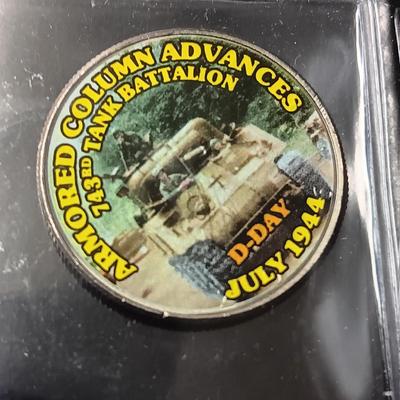 ARMORED COLUMN ADVANCES
743RD TANK BATTALION
D-DAY
JULY 1944